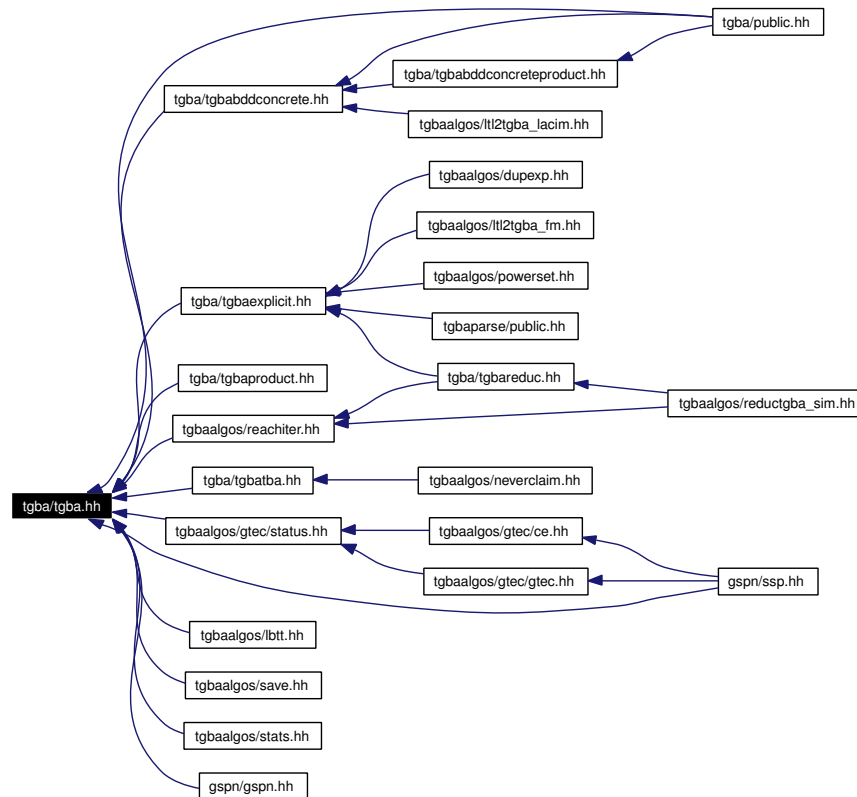 tgba/public.hh
tgba/tgbabddconcreteproduct.hh
tgba/tgbabddconcrete.hh
tgbaalgos/ltl2tgba_lacim.hh
tgbaalgos/dupexp.hh
tgbaalgos/ltl2tgba_fm.hh
tgbaalgos/powerset.hh
tgba/tgbaexplicit.hh
tgbaparse/public.hh
tgba/tgbaproduct.hh
tgba/tgbareduc.hh
tgbaalgos/reductgba_sim.hh
tgbaalgos/reachiter.hh
tgba/tgbatba.hh
tgbaalgos/neverclaim.hh
tgba/tgba.hh
tgbaalgos/gtec/status.hh
tgbaalgos/gtec/ce.hh
tgbaalgos/gtec/gtec.hh
gspn/ssp.hh
tgbaalgos/lbtt.hh
tgbaalgos/save.hh
tgbaalgos/stats.hh
gspn/gspn.hh